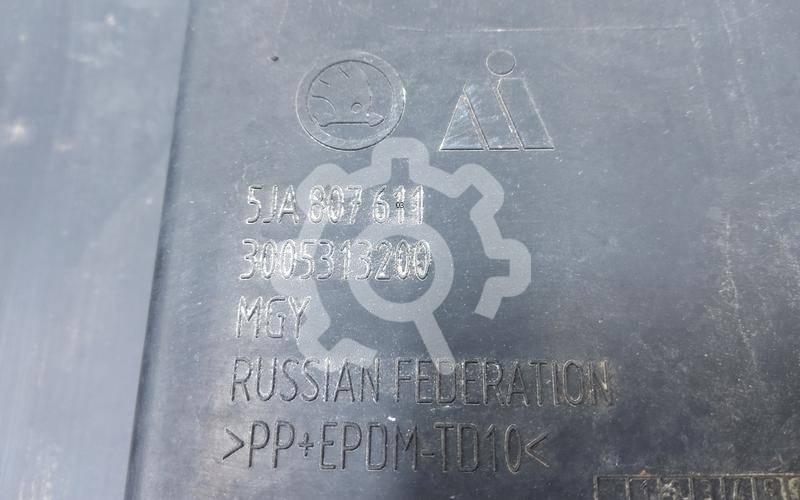 5JA 807 611
3005313200
MGY
RUSSIAN FEDERATION
>PP+EPDM-TD10<